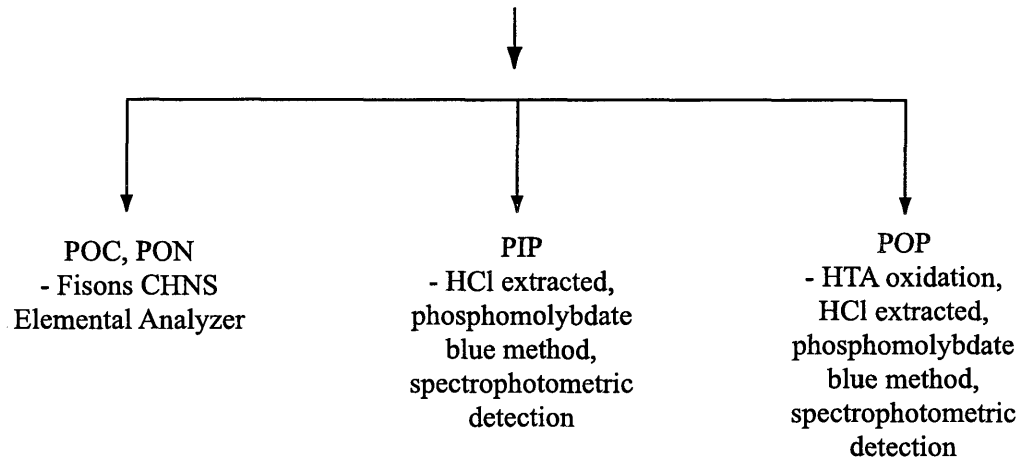 POC, PON
- Fisons CHNS
Elemental Analyzer
PIP
- HCl extracted,
phosphomolybdate
blue method,
spectrophotometric
detection
POP
- HTA oxidation,
HCl extracted,
phosphomolybdate
blue method,
spectrophotometric
detection